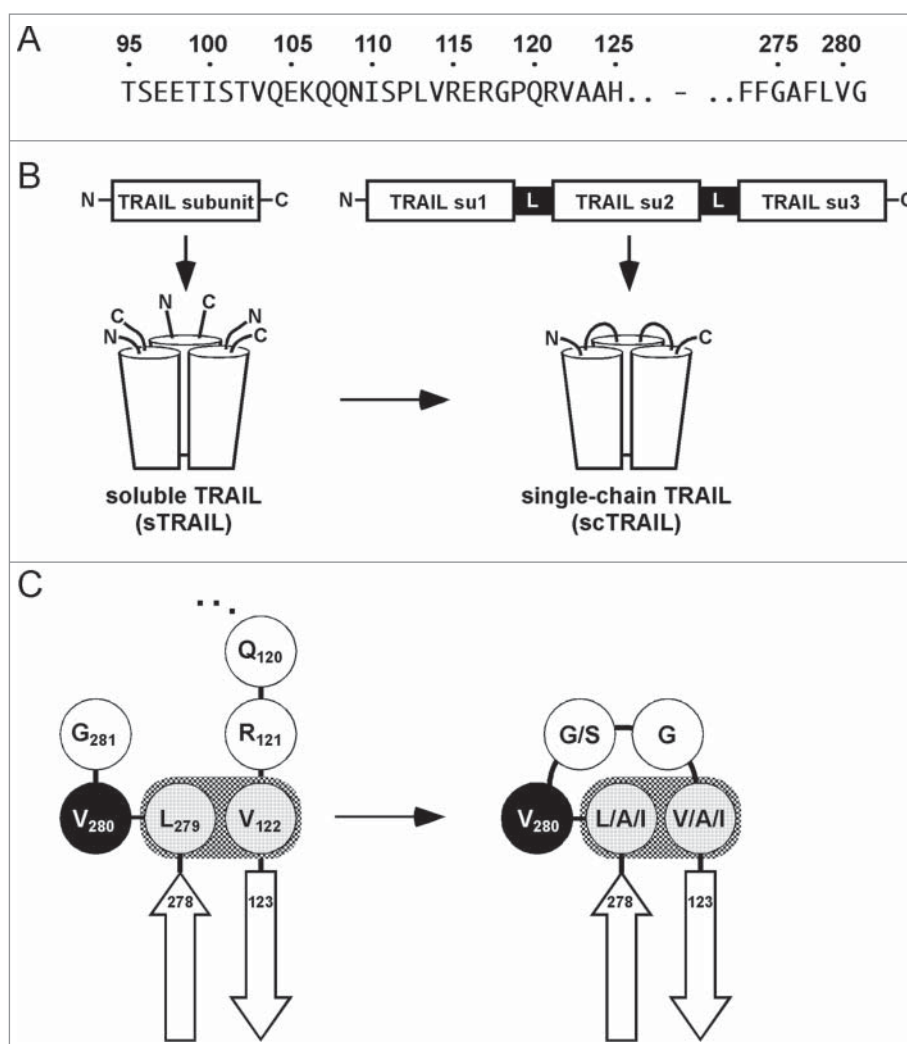 A
95 100 105 110 115 120 125 275 280
TSEETISTVQEKQQNISPLVRERGPQRVAAH.. - ..FFGAFLVG
B
N TRAIL subunit C
N TRAIL su1 L TRAIL su2 L TRAIL su3 C
N C N C N C
N C
soluble TRAIL
(sTRAIL)
single-chain TRAIL
(scTRAIL)
C
Q120
G281 R121
V280 L279 V122
278 123
G/S G
V280 L/A/I V/A/I
278 123